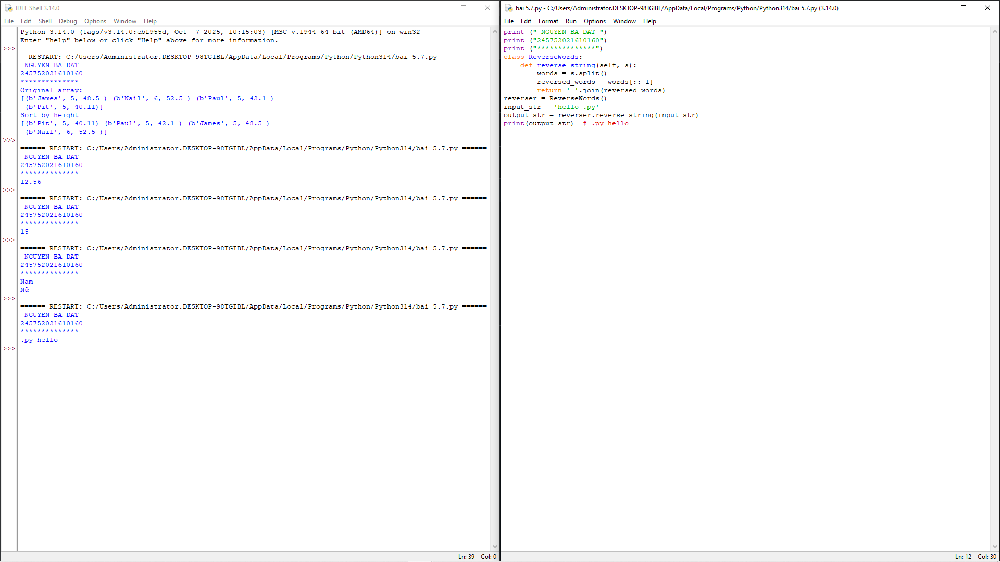 IDLE Shell 3.14.0
File Edit Shell Debug Options Window Help
Python 3.14.0 (tags/v3.14.0:ebf955d, Oct  7 2025, 10:15:03) [MSC v.1944 64 bit (AMD64)] on win32
Enter "help" below or click "Help" above for more information.
>>>
= RESTART: C:/Users/Administrator.DESKTOP-98TGIBL/AppData/Local/Programs/Python/Python314/bai 5.7.py
 NGUYEN BA DAT
245752021610160
**************
Original array:
[(b'James', 5, 48.5 ) (b'Nail', 6, 52.5 ) (b'Paul', 5, 42.1 )
 (b'Pit', 5, 40.11)]
Sort by height
[(b'Pit', 5, 40.11) (b'Paul', 5, 42.1 ) (b'James', 5, 48.5 )
 (b'Nail', 6, 52.5 )]
>>>
====== RESTART: C:/Users/Administrator.DESKTOP-98TGIBL/AppData/Local/Programs/Python/Python314/bai 5.7.py ======
 NGUYEN BA DAT
245752021610160
**************
12.56
>>>
====== RESTART: C:/Users/Administrator.DESKTOP-98TGIBL/AppData/Local/Programs/Python/Python314/bai 5.7.py ======
 NGUYEN BA DAT
245752021610160
**************
15
>>>
====== RESTART: C:/Users/Administrator.DESKTOP-98TGIBL/AppData/Local/Programs/Python/Python314/bai 5.7.py ======
 NGUYEN BA DAT
245752021610160
**************
Nam
Nữ
>>>
====== RESTART: C:/Users/Administrator.DESKTOP-98TGIBL/AppData/Local/Programs/Python/Python314/bai 5.7.py ======
 NGUYEN BA DAT
245752021610160
**************
.py hello
>>>
Ln: 39 Col: 0
bai 5.7.py - C:/Users/Administrator.DESKTOP-98TGIBL/AppData/Local/Programs/Python/Python314/bai 5.7.py (3.14.0)
File Edit Format Run Options Window Help
print (" NGUYEN BA DAT ")
print ("245752021610160")
print ("**************")
class ReverseWords:
    def reverse_string(self, s):
        words = s.split()
        reversed_words = words[::-1]
        return ' '.join(reversed_words)
reverser = ReverseWords()
input_str = 'hello .py'
output_str = reverser.reverse_string(input_str)
print(output_str)  # .py hello
Ln: 12 Col: 30